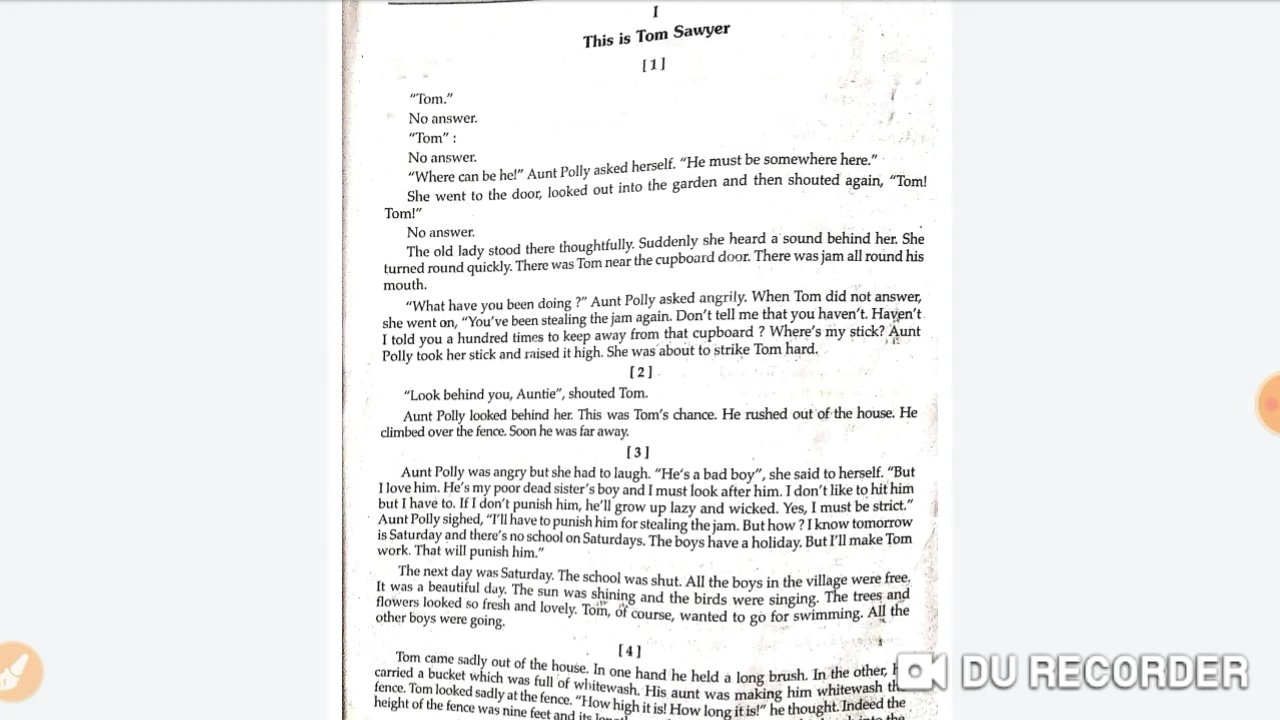 I
This is Tom Sawyer
[1]
"Tom."
No answer.
"Tom" :
No answer.
"Where can be he!" Aunt Polly asked herself. "He must be somewhere here."
She went to the door, looked out into the garden and then shouted again, "Tom!
Tom!"
No answer.
The old lady stood there thoughtfully. Suddenly she heard a sound behind her. She
turned round quickly. There was Tom near the cupboard door. There was jam all round his
mouth.
"What have you been doing ?" Aunt Polly asked angrily. When Tom did not answer,
she went on, "You've been stealing the jam again. Don't tell me that you haven't. Haven't
I told you a hundred times to keep away from that cupboard ? Where's my stick? Aunt
Polly took her stick and raised it high. She was about to strike Tom hard.
[2]
"Look behind you, Auntie", shouted Tom.
Aunt Polly looked behind her. This was Tom's chance. He rushed out of the house. He
climbed over the fence. Soon he was far away.
[3]
Aunt Polly was angry but she had to laugh. "He's a bad boy", she said to herself. "But
I love him. He's my poor dead sister's boy and I must look after him. I don't like to hit him
but I have to. If I don't punish him, he'll grow up lazy and wicked. Yes, I must be strict."
Aunt Polly sighed, "I'll have to punish him for stealing the jam. But how ? I know tomorrow
is Saturday and there's no school on Saturdays. The boys have a holiday. But I'll make Tom
work. That will punish him."
The next day was Saturday. The school was shut. All the boys in the village were free.
It was a beautiful day. The sun was shining and the birds were singing. The trees and
flowers looked so fresh and lovely. Tom, of course, wanted to go for swimming. All the
other boys were going.
[4]
Tom came sadly out of the house. In one hand he held a long brush. In the other,
carried a bucket which was full of whitewash. His aunt was making him whitewash
fence. Tom looked sadly at the fence. "How high it is! How long it is!" he thought. Indeed the
height of the fence was nine feet and its
DU RECORDER